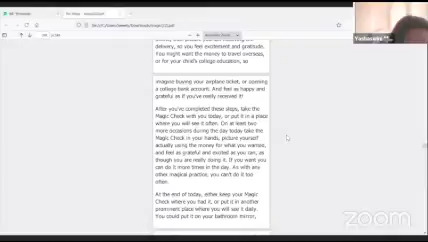 delivery, so you feel excitement and gratitude.
You might want the money to travel overseas,
or for your child's college education, so
imagine buying your airplane ticket, or opening
a college bank account. And feel as happy and
grateful as if you've really received it!
After you've completed these steps, take the
Magic Check with you today, or put it in a place
where you will see it often. On at least two
more occasions during the day today take the
Magic Check in your hands, picture yourself
actually using the money for what you want,
and feel as grateful and excited as you can, as
though you are really doing it. If you want you
can do it more times in the day. As with any
other magical practice, you can't do it too
often.
At the end of today, either keep your Magic
Check where you had it, or put it in another
prominent place where you will see it daily.
You could put it on your bathroom mirror,
zoom